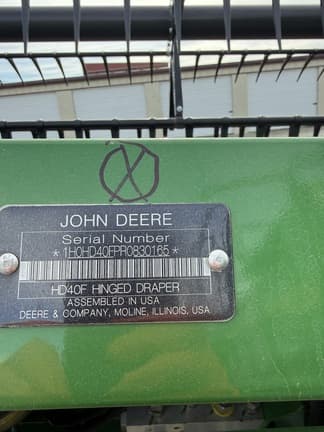 JOHN DEERE
Serial Number
*1H0HD40FPR0830165*
HD40F HINGED DRAPER
ASSEMBLED IN USA
DEERE & COMPANY, MOLINE, ILLINOIS, USA